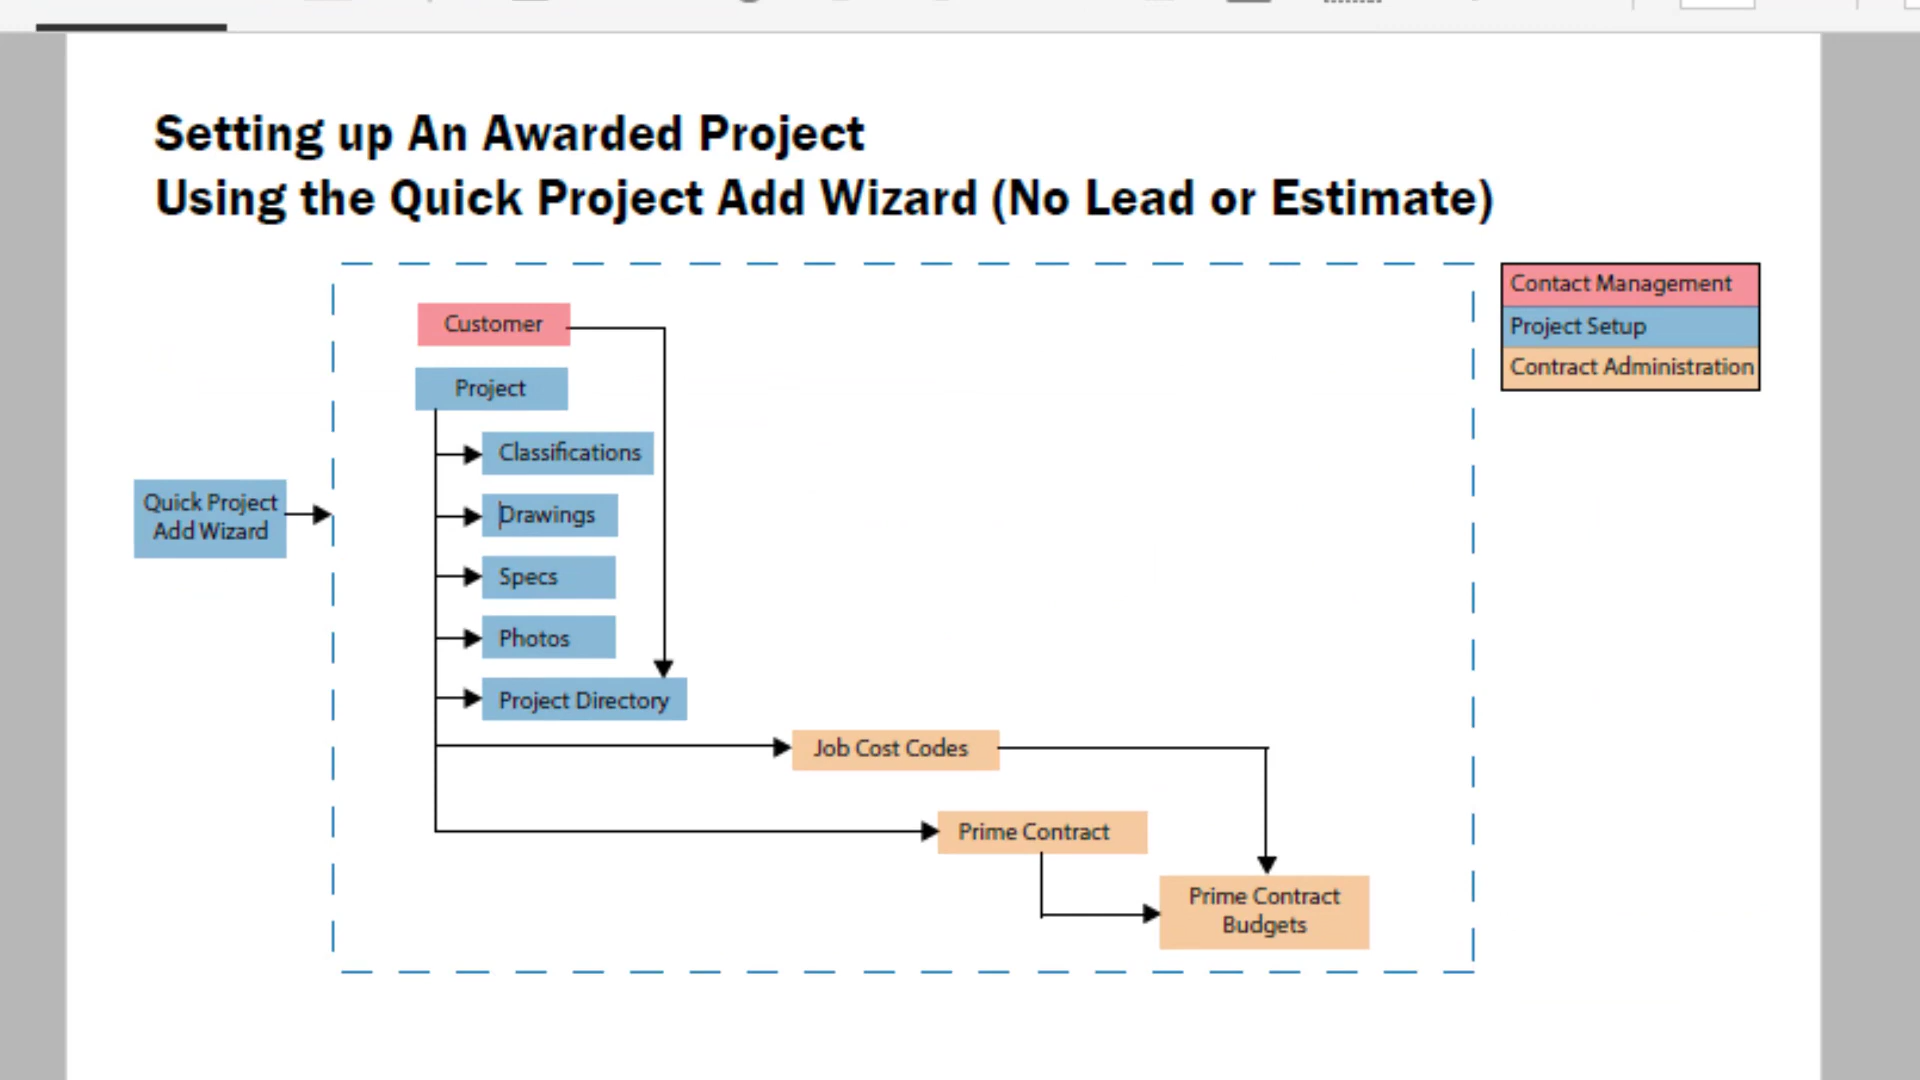 Setting up An Awarded Project
Using the Quick Project Add Wizard (No Lead or Estimate)
Contact Management
Project Setup
Contract Administration
Customer
Project
Classifications
Quick Project
Add Wizard
Drawings
Specs
Photos
Project Directory
Job Cost Codes
Prime Contract
Prime Contract
Budgets